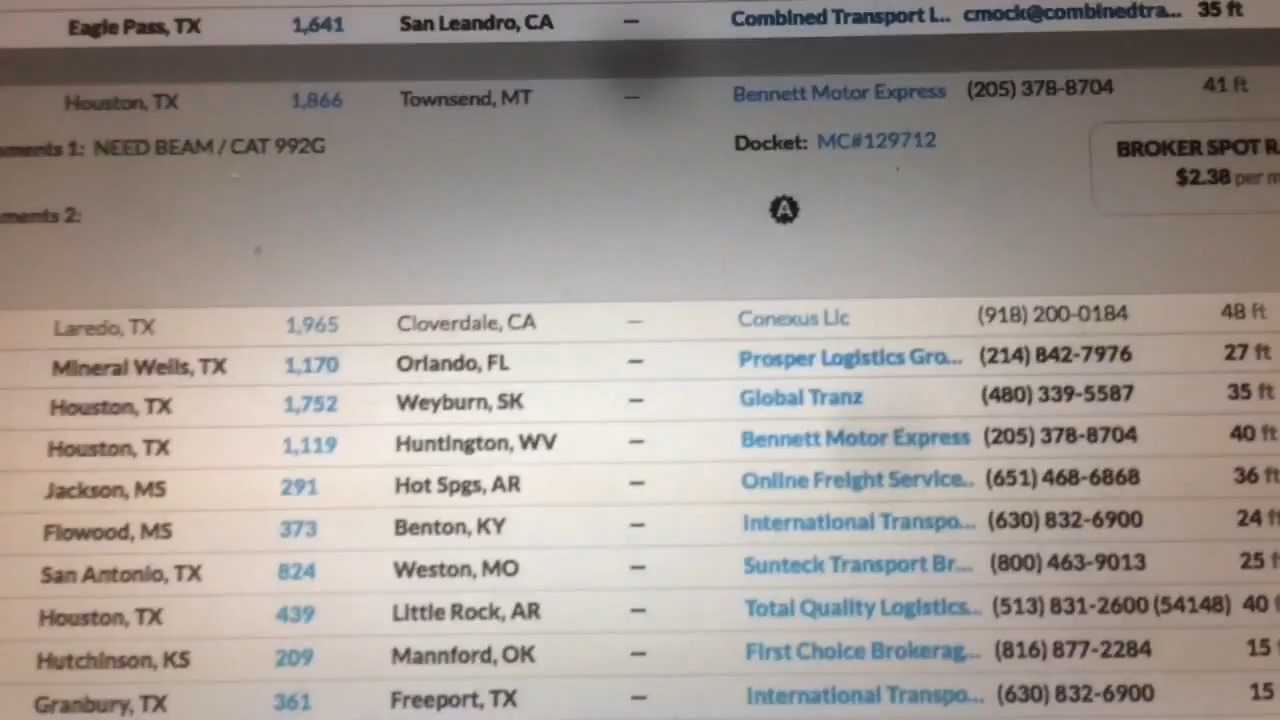 Eagle Pass, TX 1,641 San Leandro, CA – Combined Transport L.. cmock@combinedtra... 35 ft
Houston, TX 1,866 Townsend, MT – Bennett Motor Express (205) 378-8704 41 ft
ments 1: NEED BEAM / CAT 992G Docket: MC#129712 BROKER SPOT R
$2.38 per m
ments 2: A
Laredo, TX 1,965 Cloverdale, CA – Conexus Llc (918) 200-0184 48 ft
Mineral Wells, TX 1,170 Orlando, FL – Prosper Logistics Gro... (214) 842-7976 27 ft
Houston, TX 1,752 Weyburn, SK – Global Tranz (480) 339-5587 35 ft
Houston, TX 1,119 Huntington, WV – Bennett Motor Express (205) 378-8704 40 ft
Jackson, MS 291 Hot Spgs, AR – Online Freight Service.. (651) 468-6868 36 ft
Flowood, MS 373 Benton, KY – International Transpo... (630) 832-6900 24 ft
San Antonio, TX 824 Weston, MO – Sunteck Transport Br... (800) 463-9013 25 f
Houston, TX 439 Little Rock, AR – Total Quality Logistics... (513) 831-2600 (54148) 40 f
Hutchinson, KS 209 Mannford, OK – First Choice Brokerag... (816) 877-2284 15
Granbury, TX 361 Freeport, TX – International Transpo... (630) 832-6900 15